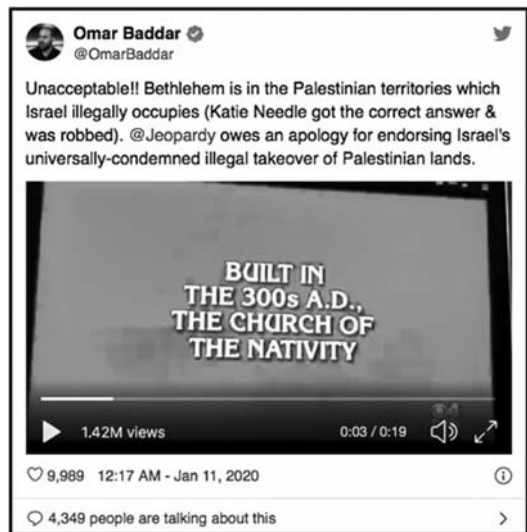 Omar Baddar
@OmarBaddar
Unacceptable!! Bethlehem is in the Palestinian territories which
Israel illegally occupies (Katie Needle got the correct answer &
was robbed). @Jeopardy owes an apology for endorsing Israel's
universally-condemned illegal takeover of Palestinian lands.
BUILT IN
THE 300s A.D.,
THE CHURCH OF
THE NATIVITY
1.42M views
0:03 / 0:19
9,989 12:17 AM - Jan 11, 2020
4,349 people are talking about this